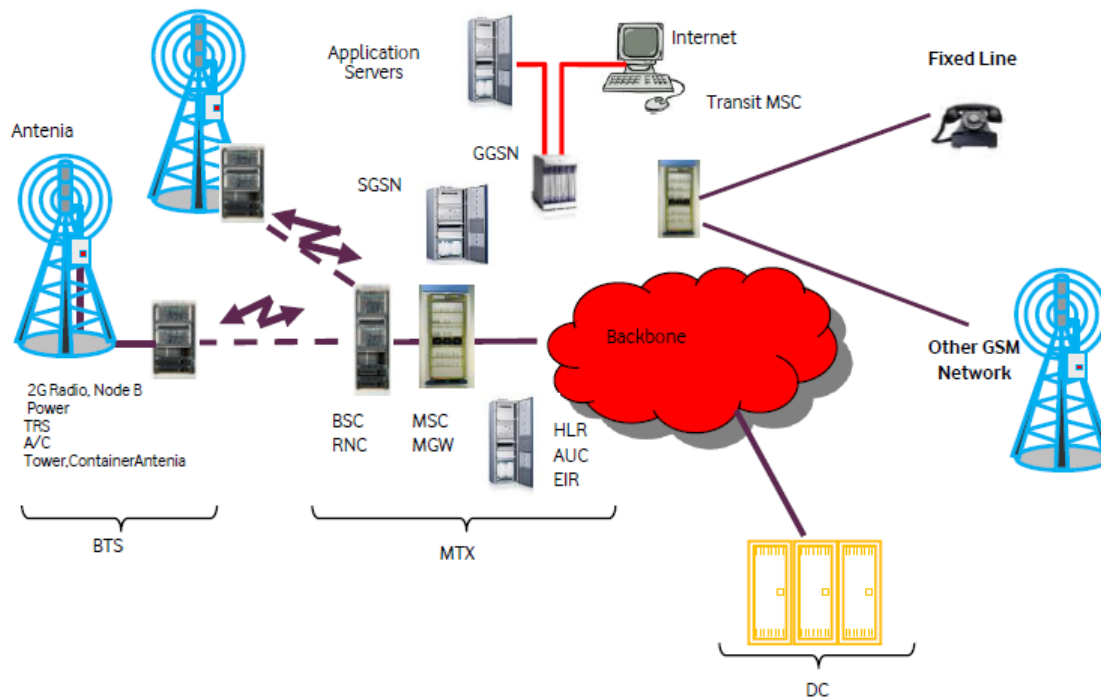 Application
Servers
Internet
Fixed Line
Transit MSC
Antenia
GGSN
SGSN
Backbone
Other GSM
Network
2G Radio, Node B
Power
TRS
A/C
Tower,ContainerAntenia
BSC
RNC
MSC
MGW
HLR
AUC
EIR
BTS
MTX
DC